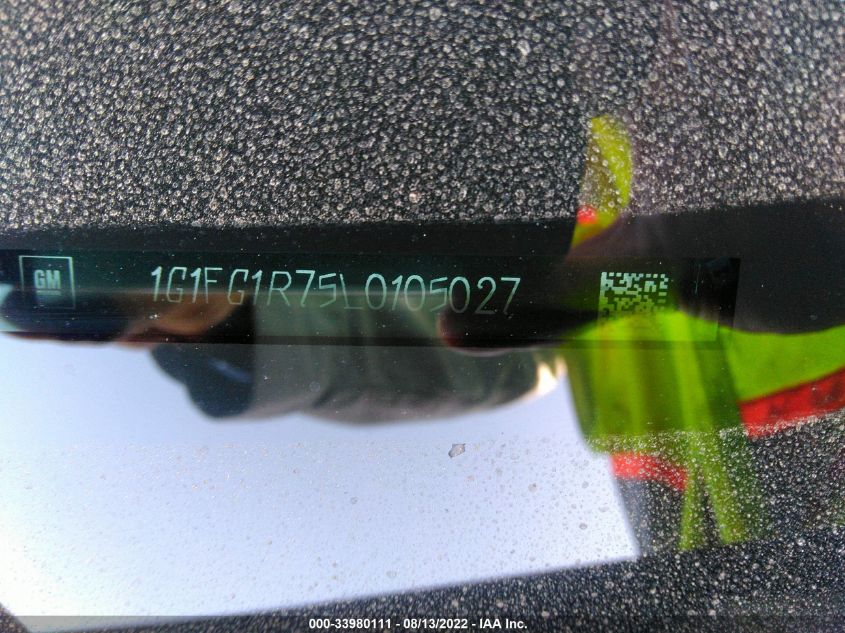 GM
1G1FG1R75L0105027
000-33980111 - 08/13/2022 - IAA Inc.